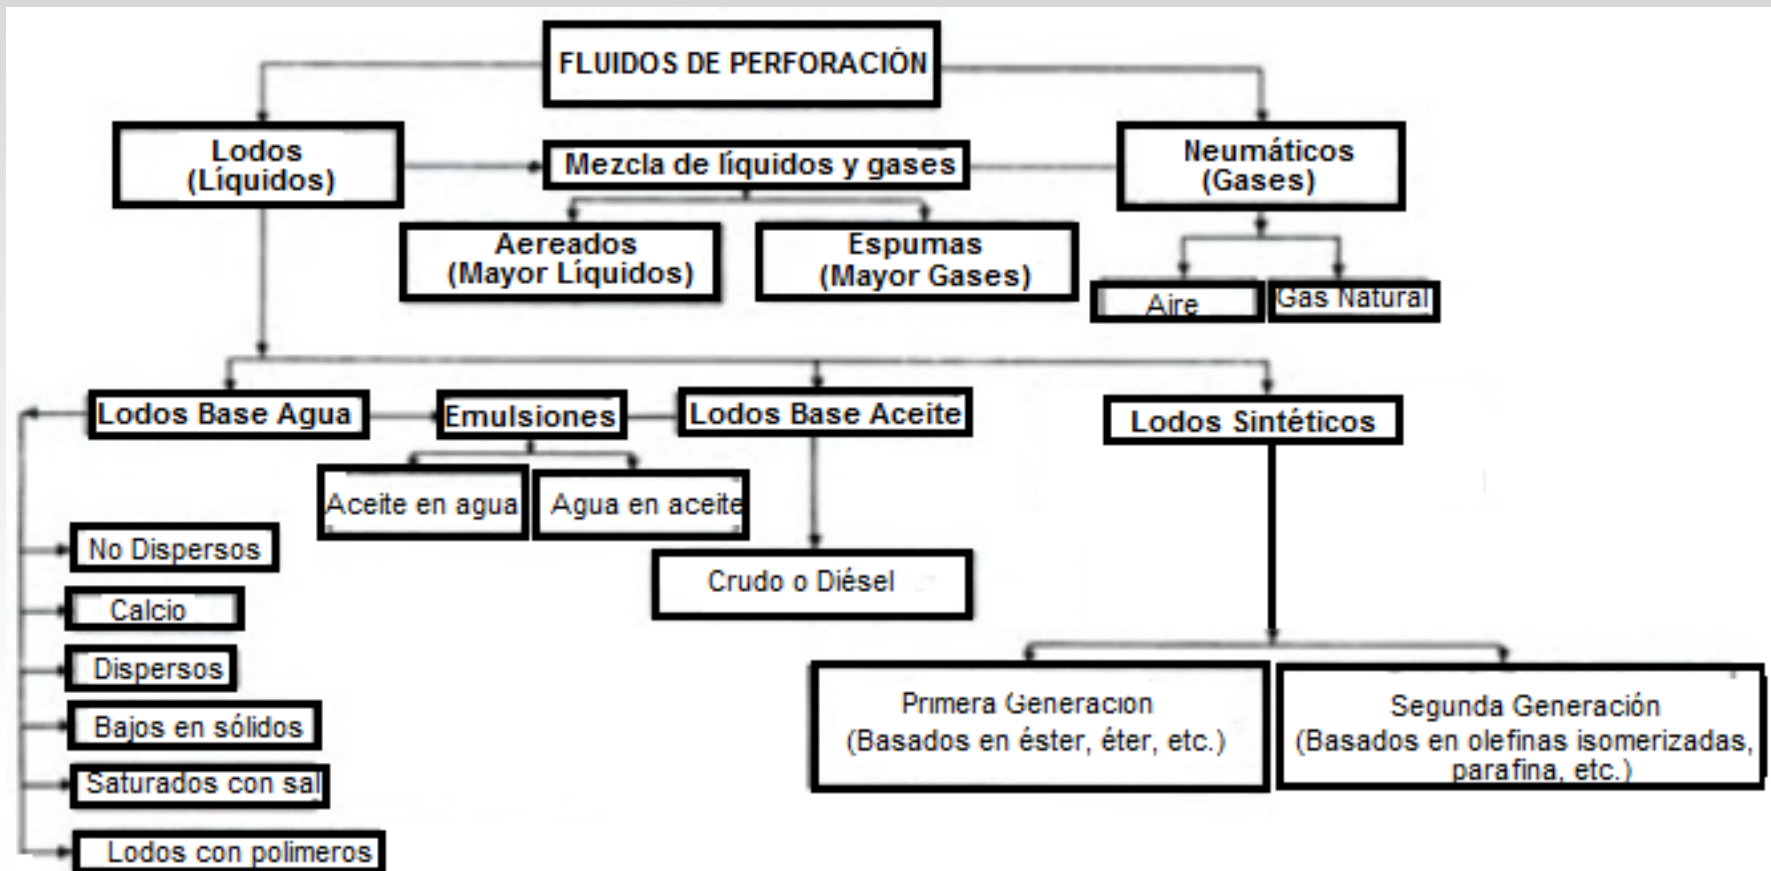 FLUIDOS DE PERFORACIÓN
Lodos
(Líquidos)
Mezcla de líquidos y gases
Neumáticos
(Gases)
Aereados
(Mayor Líquidos)
Espumas
(Mayor Gases)
Aire
Gas Natural
Lodos Base Agua
Emulsiones
Lodos Base Aceite
Lodos Sintéticos
Aceite en agua
Agua en aceite
No Dispersos
Crudo o Diésel
Calcio
Dispersos
Bajos en sólidos
Saturados con sal
Lodos con polimeros
Primera Generacion
(Basados en éster, éter, etc.)
Segunda Generación
(Basados en olefinas isomerizadas,
parafina, etc.)